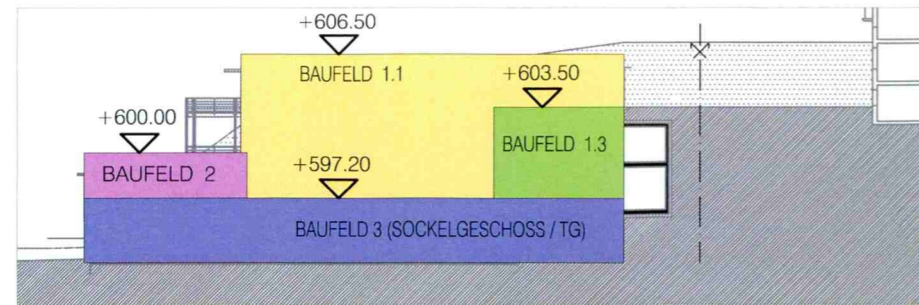 +606.50
BAUFELD 1.1
+603.50
+600.00
BAUFELD 1.3
+597.20
BAUFELD 2
BAUFELD 3 (SOCKELGESCHOSS / TG)